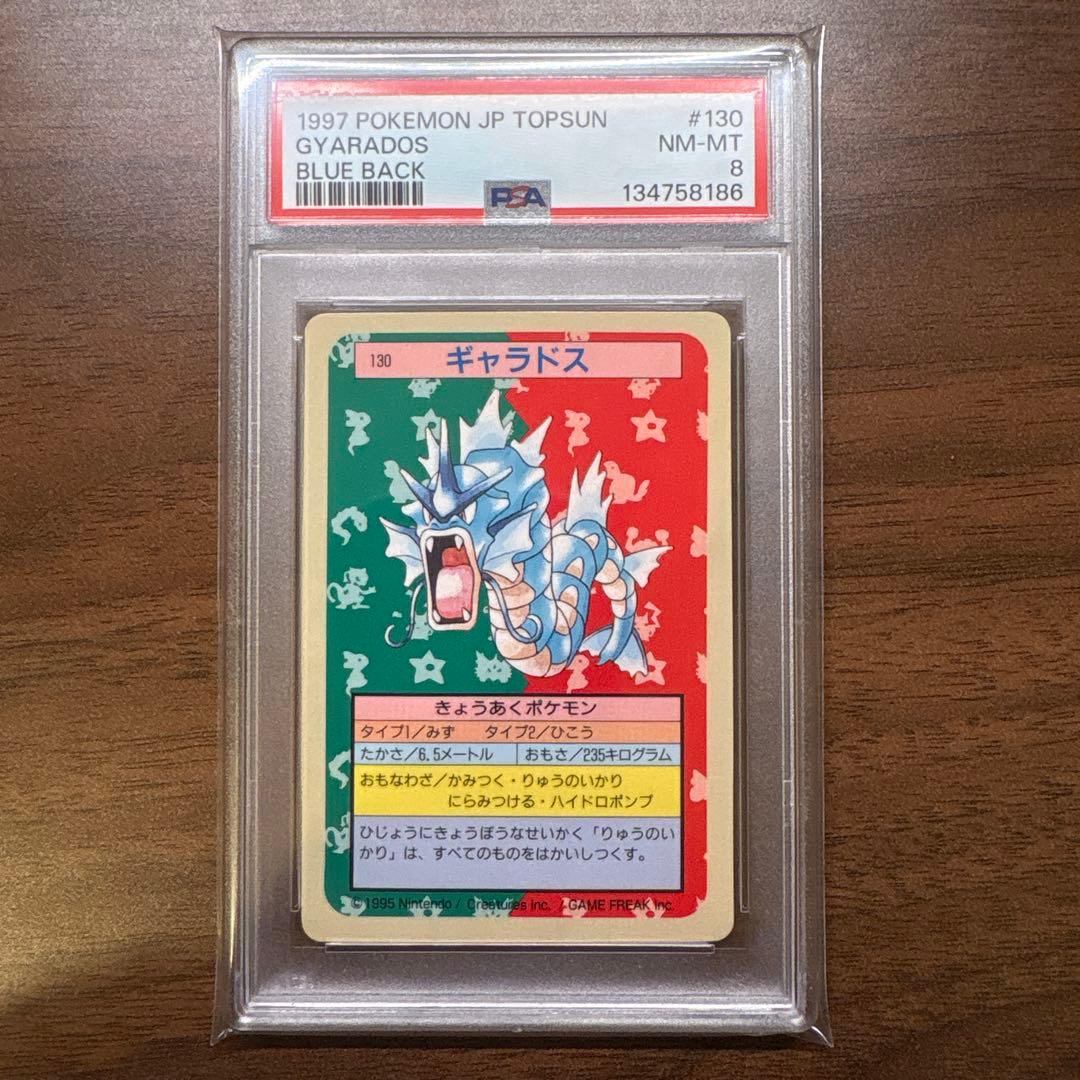 1997 POKEMON JP TOPSUN #130
GYARADOS NM-MT
BLUE BACK 8
PSA 134758186
130 ギャラドス
きょうあくポケモン
タイプ1/みず タイプ2/ひこう
たかさ/6.5メートル おもさ/235キログラム
おもなわざ/かみつく・りゅうのいかり
にらみつける・ハイドロポンプ
ひじょうにきょうぼうなせいかく「りゅうのい
かり」は、すべてのものをはかいしつくす。
©1995 Nintendo / Creatures inc. / GAME FREAK inc.